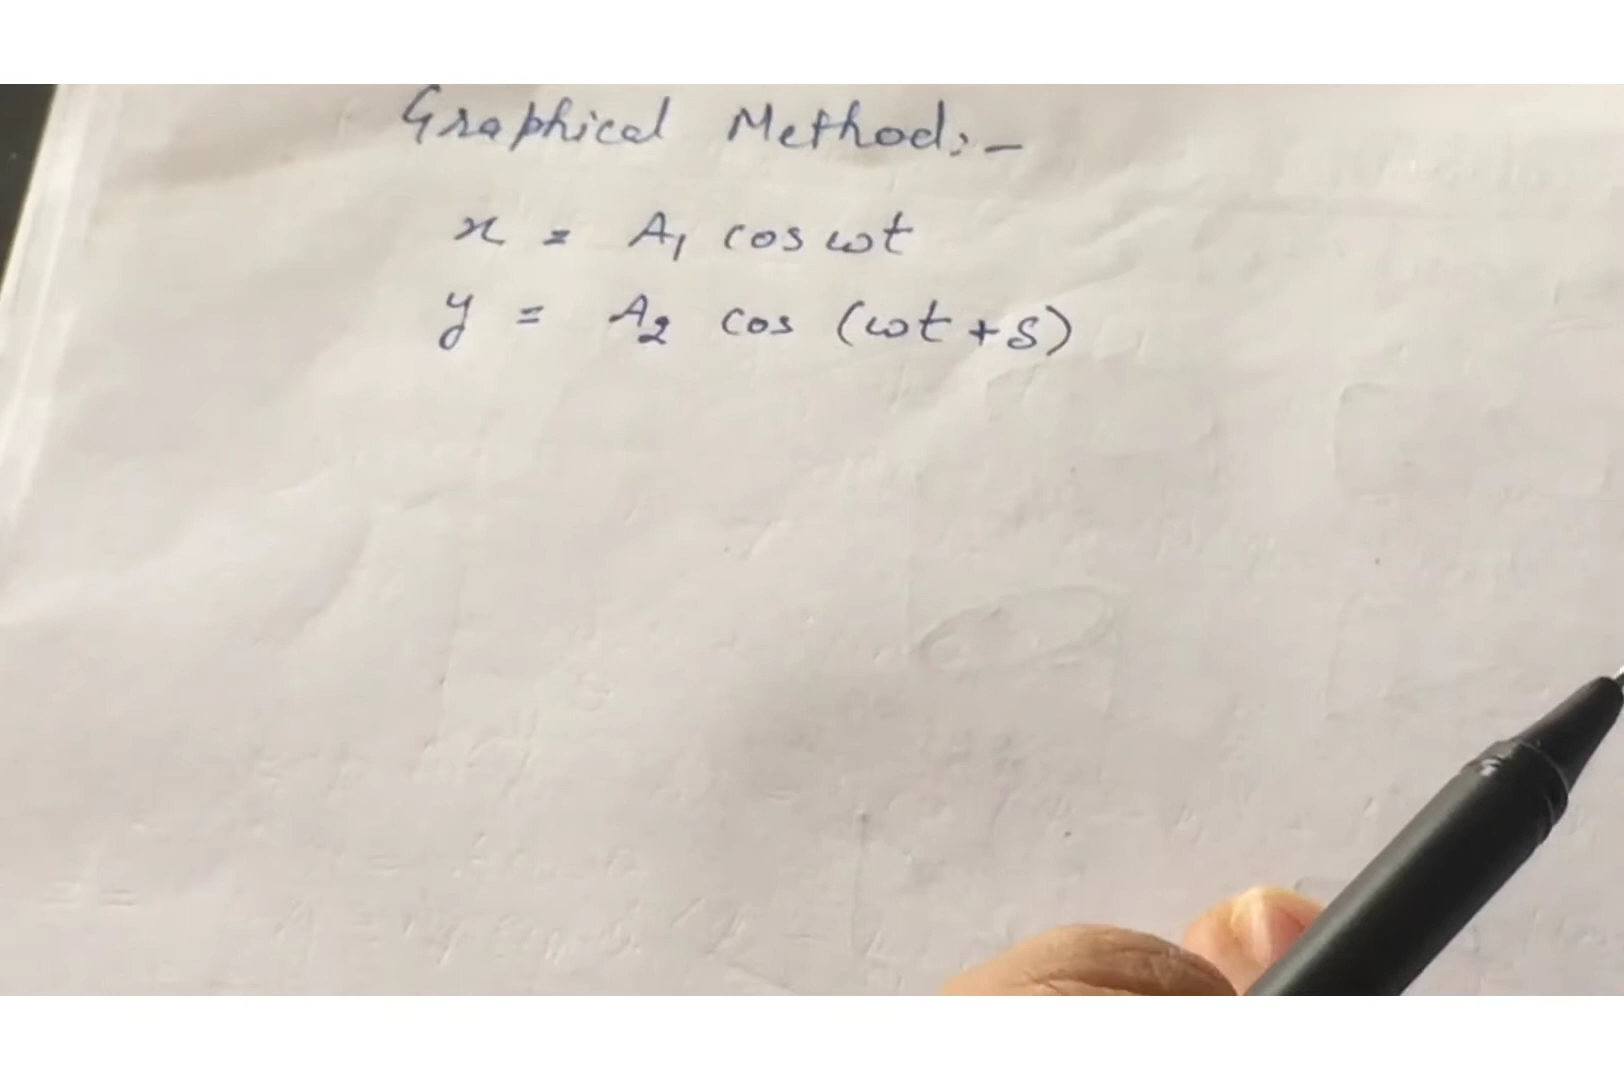 Graphical Method:-
x = A₁ cos ωt
y = A₂ cos (ωt + δ)